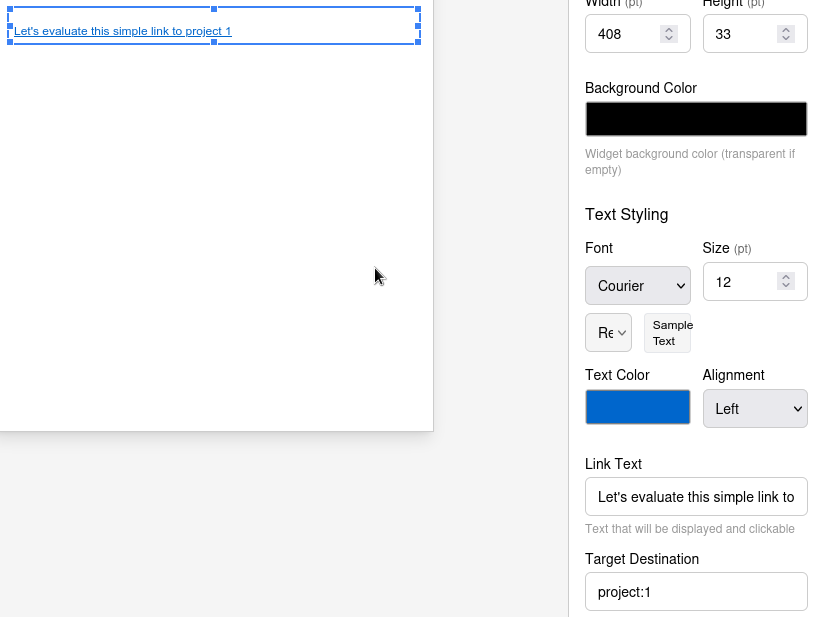 Let's evaluate this simple link to project 1
Width (pt)
Height (pt)
408
33
Background Color
Widget background color (transparent if
empty)
Text Styling
Font
Size (pt)
Courier
12
Re
Sample
Text
Text Color
Alignment
Left
Link Text
Let's evaluate this simple link to
Text that will be displayed and clickable
Target Destination
project:1